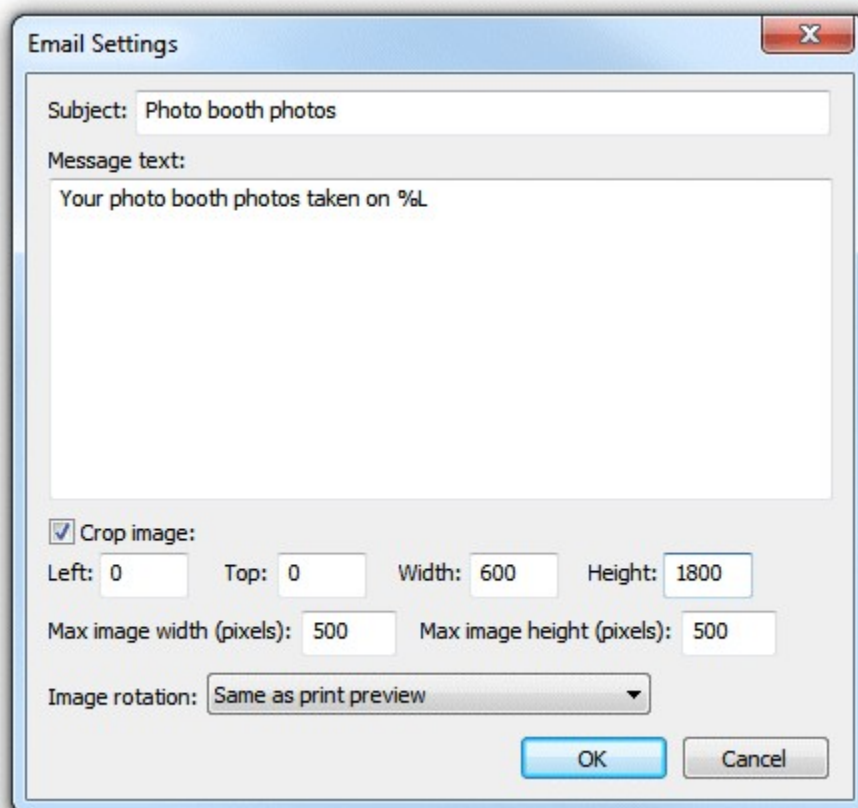 Email Settings
Subject: Photo booth photos
Message text:
Your photo booth photos taken on %L
Crop image:
Left: 0 Top: 0 Width: 600 Height: 1800
Max image width (pixels): 500 Max image height (pixels): 500
Image rotation: Same as print preview
OK Cancel